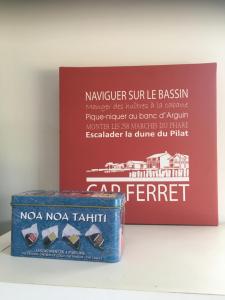 NAVIGUER SUR LE BASSIN
Manger des huîtres à la cabane
Pique-niquer au banc d'Arguin
MONTER LES 258 MARCHES DU PHARE
Escalader la dune du Pilat
CAP FERRET
NOA NOA TAHITI